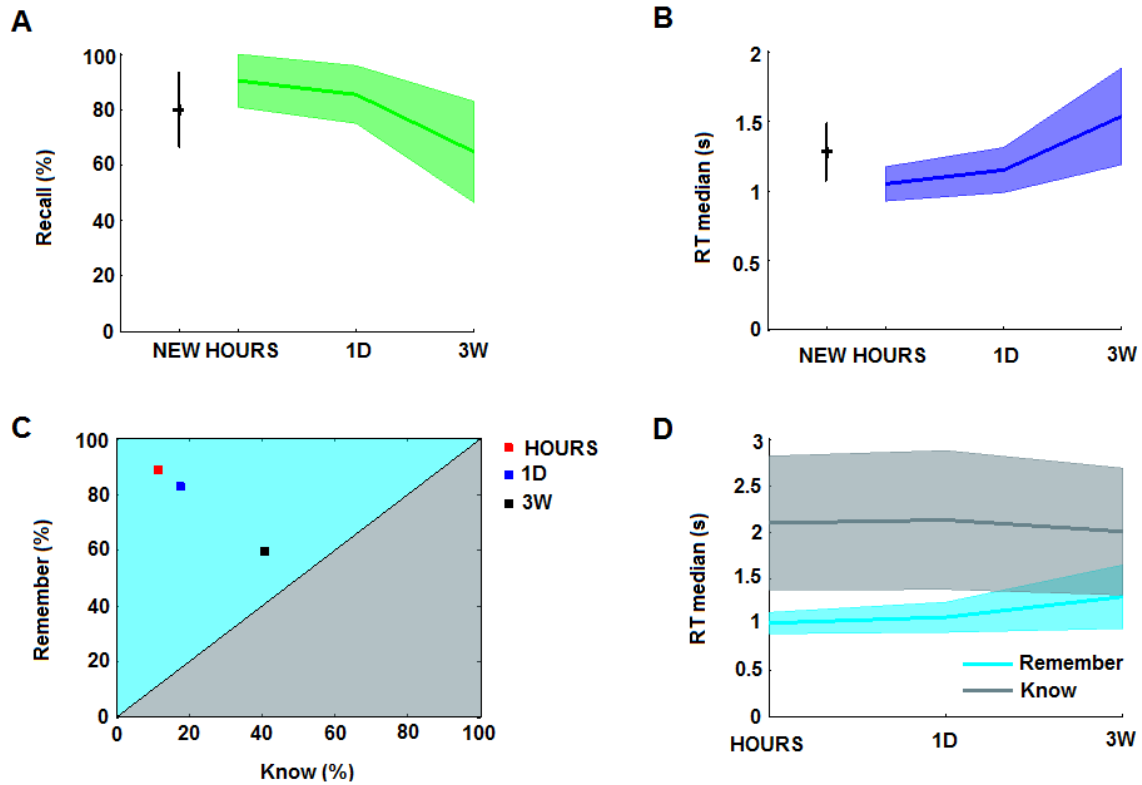 A
Recall (%)
100
80
60
40
20
0
NEW HOURS 1D 3W
B
RT median (s)
2
1.5
1
0.5
0
NEW HOURS 1D 3W
C
Remember (%)
100
80
60
40
20
0
0 20 40 60 80 100
Know (%)
HOURS
1D
3W
D
RT median (s)
3
2.5
2
1.5
1
0.5
0
HOURS 1D 3W
Remember
Know